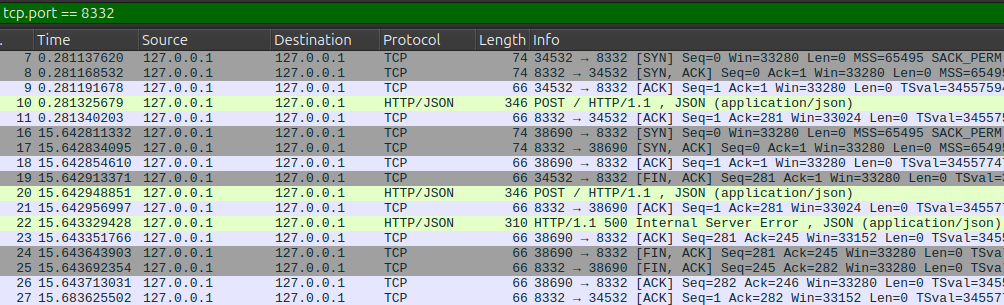 tcp.port == 8332
. Time Source Destination Protocol Length Info
7 0.281137620 127.0.0.1 127.0.0.1 TCP 74 34532 → 8332 [SYN] Seq=0 Win=33280 Len=0 MSS=65495 SACK_PERM
8 0.281168532 127.0.0.1 127.0.0.1 TCP 74 8332 → 34532 [SYN, ACK] Seq=0 Ack=1 Win=33280 Len=0 MSS=6549
9 0.281191678 127.0.0.1 127.0.0.1 TCP 66 34532 → 8332 [ACK] Seq=1 Ack=1 Win=33280 Len=0 TSval=34557594
10 0.281325679 127.0.0.1 127.0.0.1 HTTP/JSON 346 POST / HTTP/1.1 , JSON (application/json)
11 0.281340203 127.0.0.1 127.0.0.1 TCP 66 8332 → 34532 [ACK] Seq=1 Ack=281 Win=33024 Len=0 TSval=345575
16 15.642811332 127.0.0.1 127.0.0.1 TCP 74 38690 → 8332 [SYN] Seq=0 Win=33280 Len=0 MSS=65495 SACK_PERM
17 15.642834095 127.0.0.1 127.0.0.1 TCP 74 8332 → 38690 [SYN, ACK] Seq=0 Ack=1 Win=33280 Len=0 MSS=6549
18 15.642854610 127.0.0.1 127.0.0.1 TCP 66 38690 → 8332 [ACK] Seq=1 Ack=1 Win=33280 Len=0 TSval=3455774
19 15.642913371 127.0.0.1 127.0.0.1 TCP 66 34532 → 8332 [FIN, ACK] Seq=281 Ack=1 Win=33280 Len=0 TSval=3
20 15.642948851 127.0.0.1 127.0.0.1 HTTP/JSON 346 POST / HTTP/1.1 , JSON (application/json)
21 15.642956997 127.0.0.1 127.0.0.1 TCP 66 8332 → 38690 [ACK] Seq=1 Ack=281 Win=33024 Len=0 TSval=345577
22 15.643329428 127.0.0.1 127.0.0.1 HTTP/JSON 310 HTTP/1.1 500 Internal Server Error , JSON (application/json)
23 15.643351766 127.0.0.1 127.0.0.1 TCP 66 38690 → 8332 [ACK] Seq=281 Ack=245 Win=33152 Len=0 TSval=3455
24 15.643643903 127.0.0.1 127.0.0.1 TCP 66 38690 → 8332 [FIN, ACK] Seq=281 Ack=245 Win=33280 Len=0 TSval
25 15.643692354 127.0.0.1 127.0.0.1 TCP 66 8332 → 38690 [FIN, ACK] Seq=245 Ack=282 Win=33280 Len=0 TSval
26 15.643713031 127.0.0.1 127.0.0.1 TCP 66 38690 → 8332 [ACK] Seq=282 Ack=246 Win=33280 Len=0 TSval=3455
27 15.683625502 127.0.0.1 127.0.0.1 TCP 66 8332 → 34532 [ACK] Seq=1 Ack=282 Win=33152 Len=0 TSval=34557